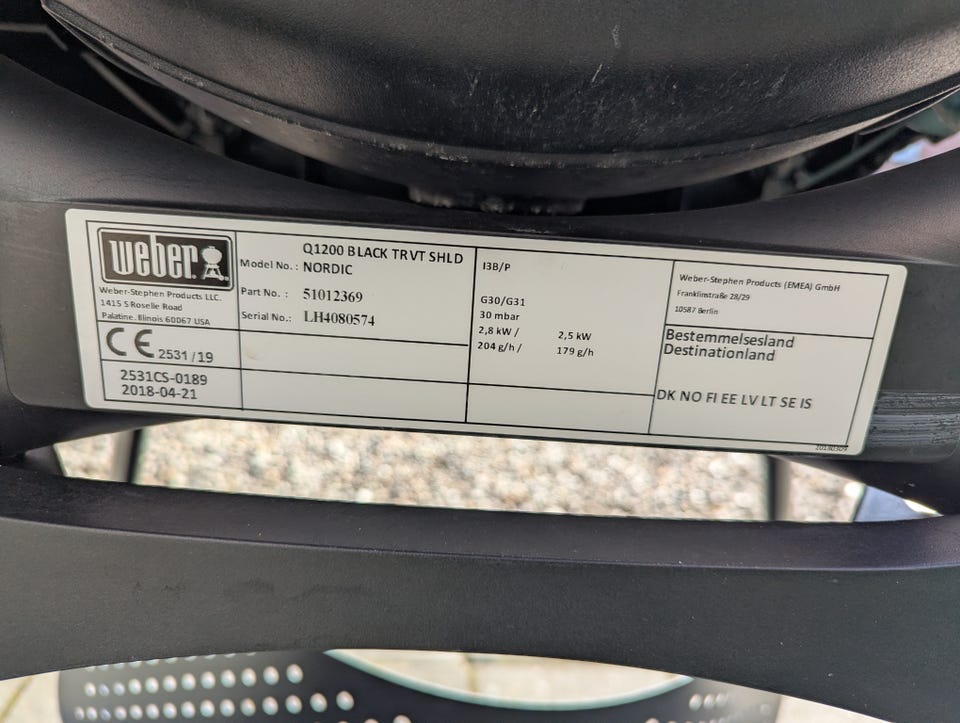 weber
Weber-Stephen Products LLC.
1415 S Roselle Road
Palatine, Illinois 60067 USA
CE 2531/19
2531CS-0189
2018-04-21
Model No.: Q1200 BLACK TRVT SHLD
NORDIC
Part No. : 51012369
Serial No.: LH4080574
I3B/P
G30/G31
30 mbar
2,8 kW / 2,5 kW
204 g/h / 179 g/h
Weber-Stephen Products (EMEA) GmbH
Franklinstraße 28/29
10587 Berlin
Bestemmelsesland
Destinationland
DK NO FI EE LV LT SE IS